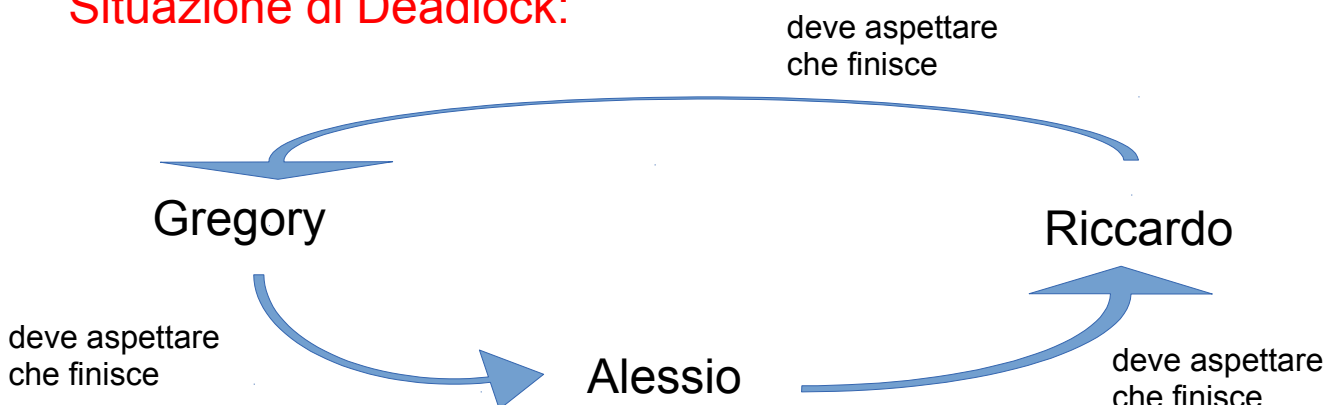 Situazione di Deadlock:
deve aspettare
che finisce
Gregory
Riccardo
deve aspettare
che finisce
Alessio
deve aspettare
che finisce